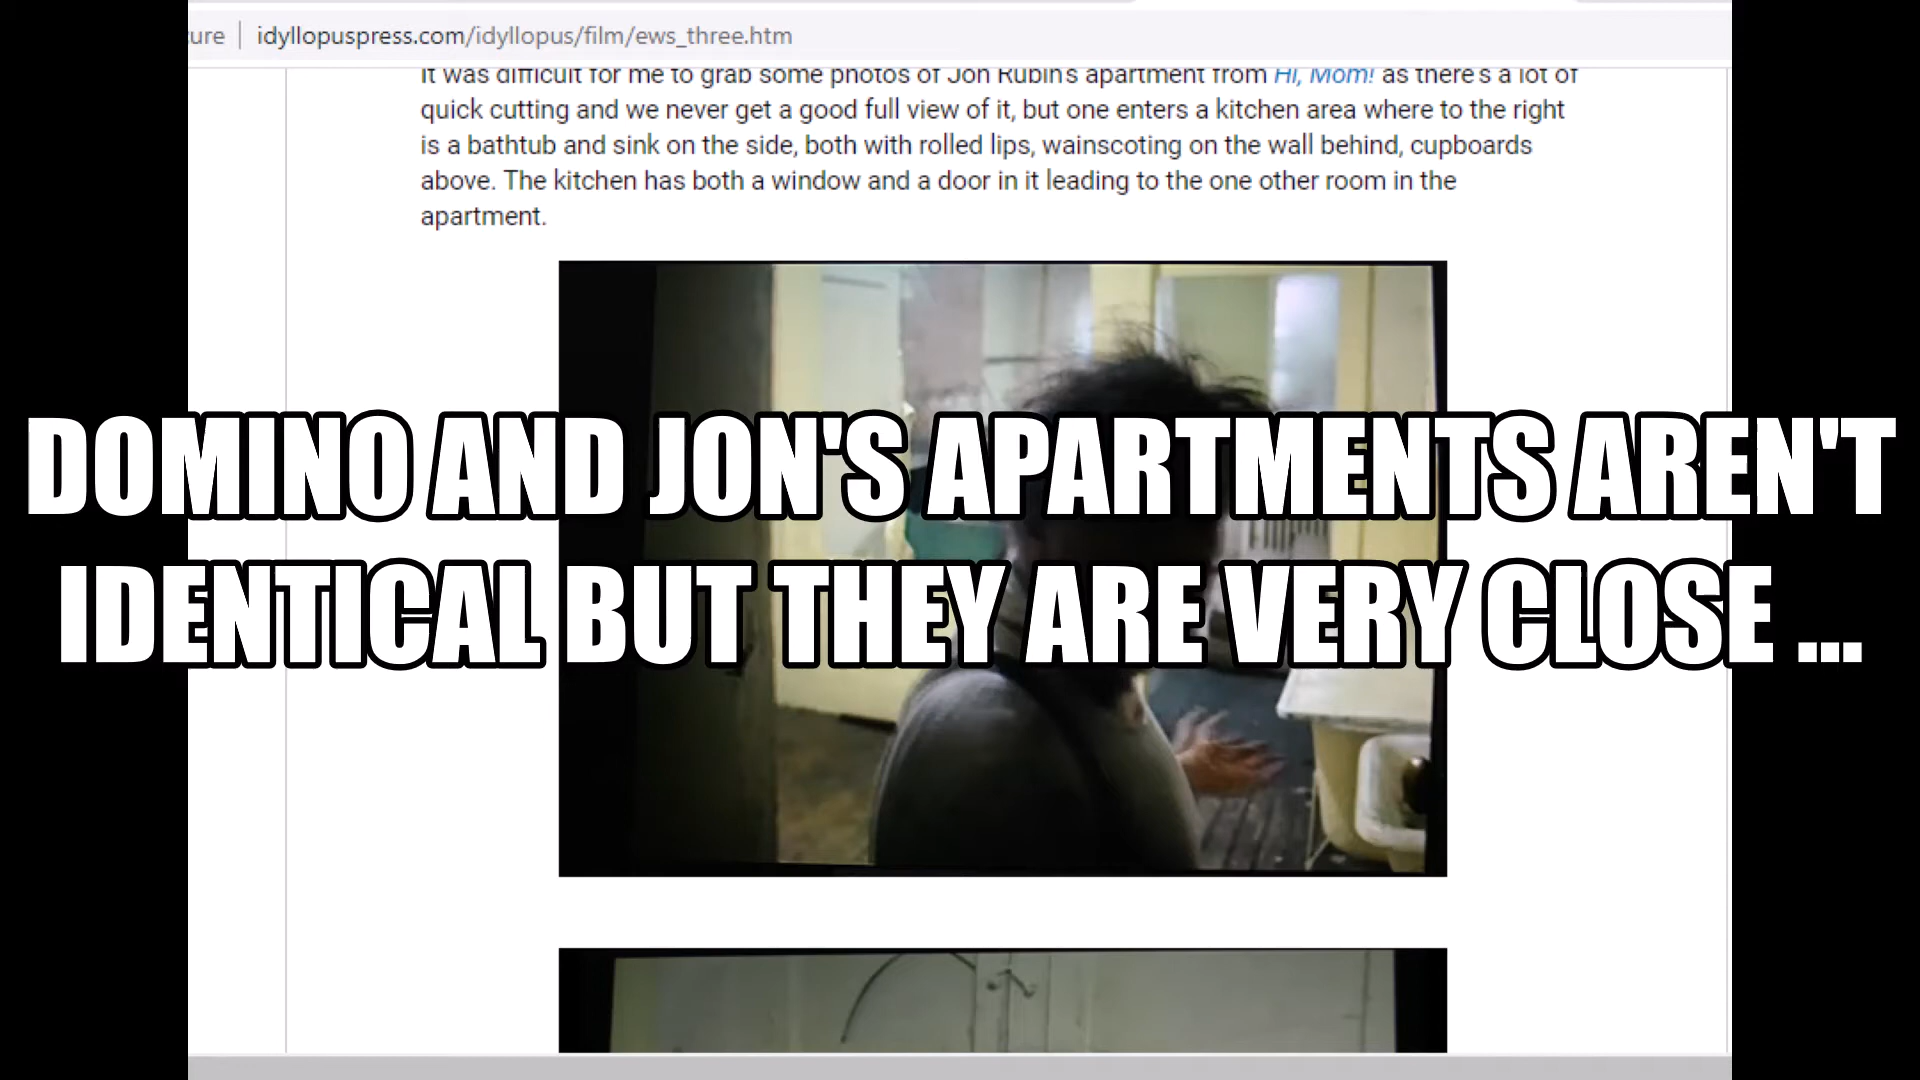 ure | idyllopuspress.com/idyllopus/film/ews_three.htm
It was difficult for me to grab some photos of Jon Rubin's apartment from Hi, Mom! as there's a lot of
quick cutting and we never get a good full view of it, but one enters a kitchen area where to the right
is a bathtub and sink on the side, both with rolled lips, wainscoting on the wall behind, cupboards
above. The kitchen has both a window and a door in it leading to the one other room in the
apartment.
DOMINO AND JON'S APARTMENTS AREN'T
IDENTICAL BUT THEY ARE VERY CLOSE ...